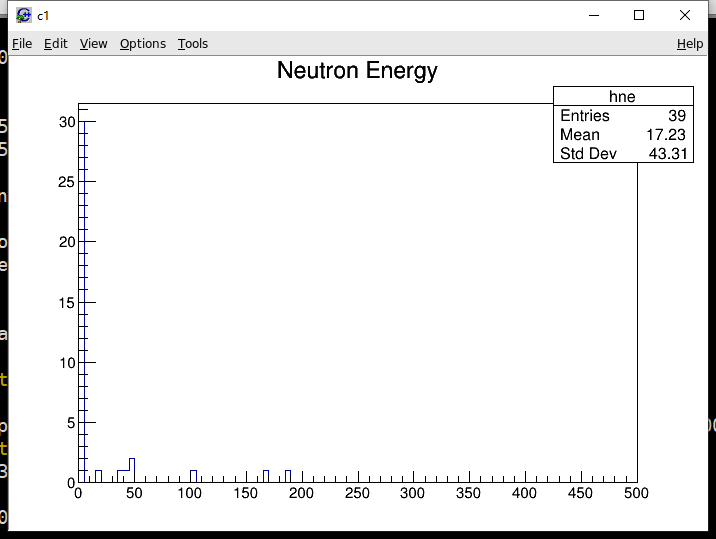 c1
File Edit View Options Tools Help
Neutron Energy
hne
Entries 39
Mean 17.23
Std Dev 43.31
30
25
20
15
10
5
0
0 50 100 150 200 250 300 350 400 450 500